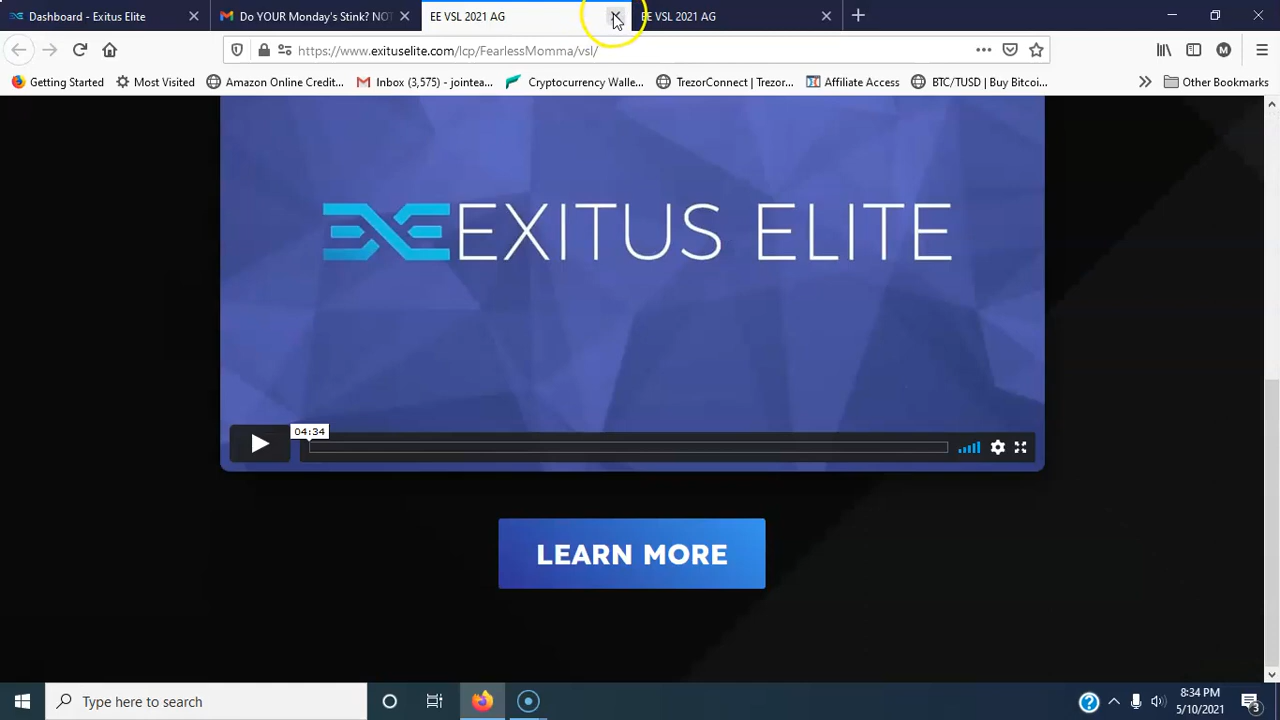 Dashboard - Exitus Elite
Do YOUR Monday's Stink? NOT
EE VSL 2021 AG
EE VSL 2021 AG
https://www.exituselite.com/lcp/FearlessMomma/vsl/
M
Getting Started
Most Visited
Amazon Online Credit...
Inbox (3,575) - jointea...
Cryptocurrency Walle...
TrezorConnect | Trezor...
Affiliate Access
BTC/TUSD | Buy Bitcoi...
Other Bookmarks
EXITUS ELITE
04:34
LEARN MORE
Type here to search
8:34 PM
5/10/2021
3